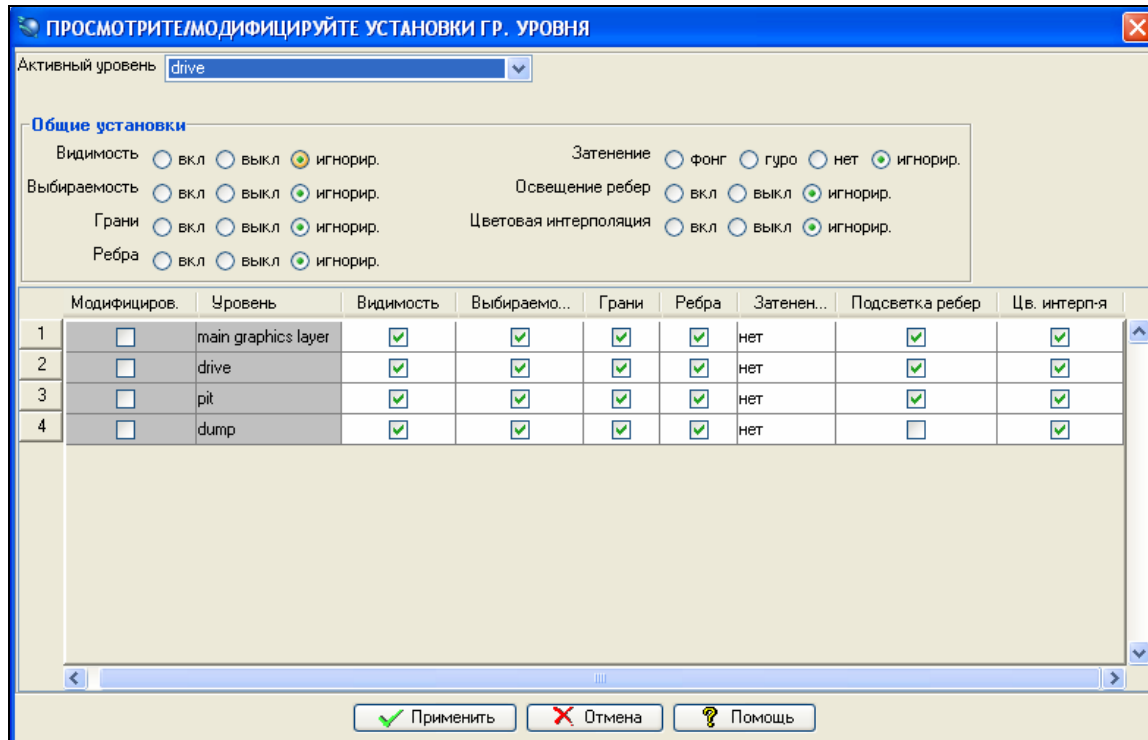 ПРОСМОТРИТЕ/МОДИФИЦИРУЙТЕ УСТАНОВКИ ГР. УРОВНЯ
Активный уровень drive
Общие установки
Видимость вкл выкл игнорир. Затенение фонг гуро нет игнорир.
Выбираемость вкл выкл игнорир. Освещение ребер вкл выкл игнорир.
Грани вкл выкл игнорир. Цветовая интерполяция вкл выкл игнорир.
Ребра вкл выкл игнорир.
Модифициров. Уровень Видимость Выбираемо... Грани Ребра Затенен... Подсветка ребер Цв. интерп-я
1 main graphics layer нет
2 drive нет
3 pit нет
4 dump нет
Применить Отмена Помощь